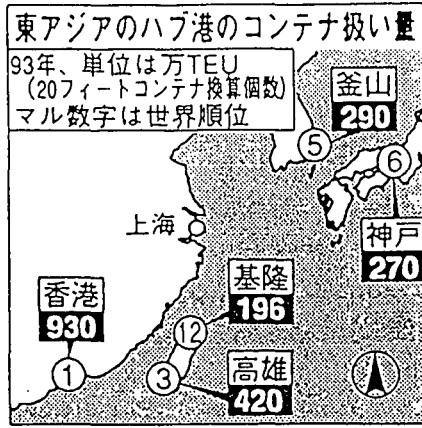 東アジアのハブ港のコンテナ扱い量
93年、単位は万TEU
(20フィートコンテナ換算個数)
マル数字は世界順位
釜山
290
⑤
⑥
神戸
270
上海
基隆
196
⑫
香港
930
①
③
高雄
420